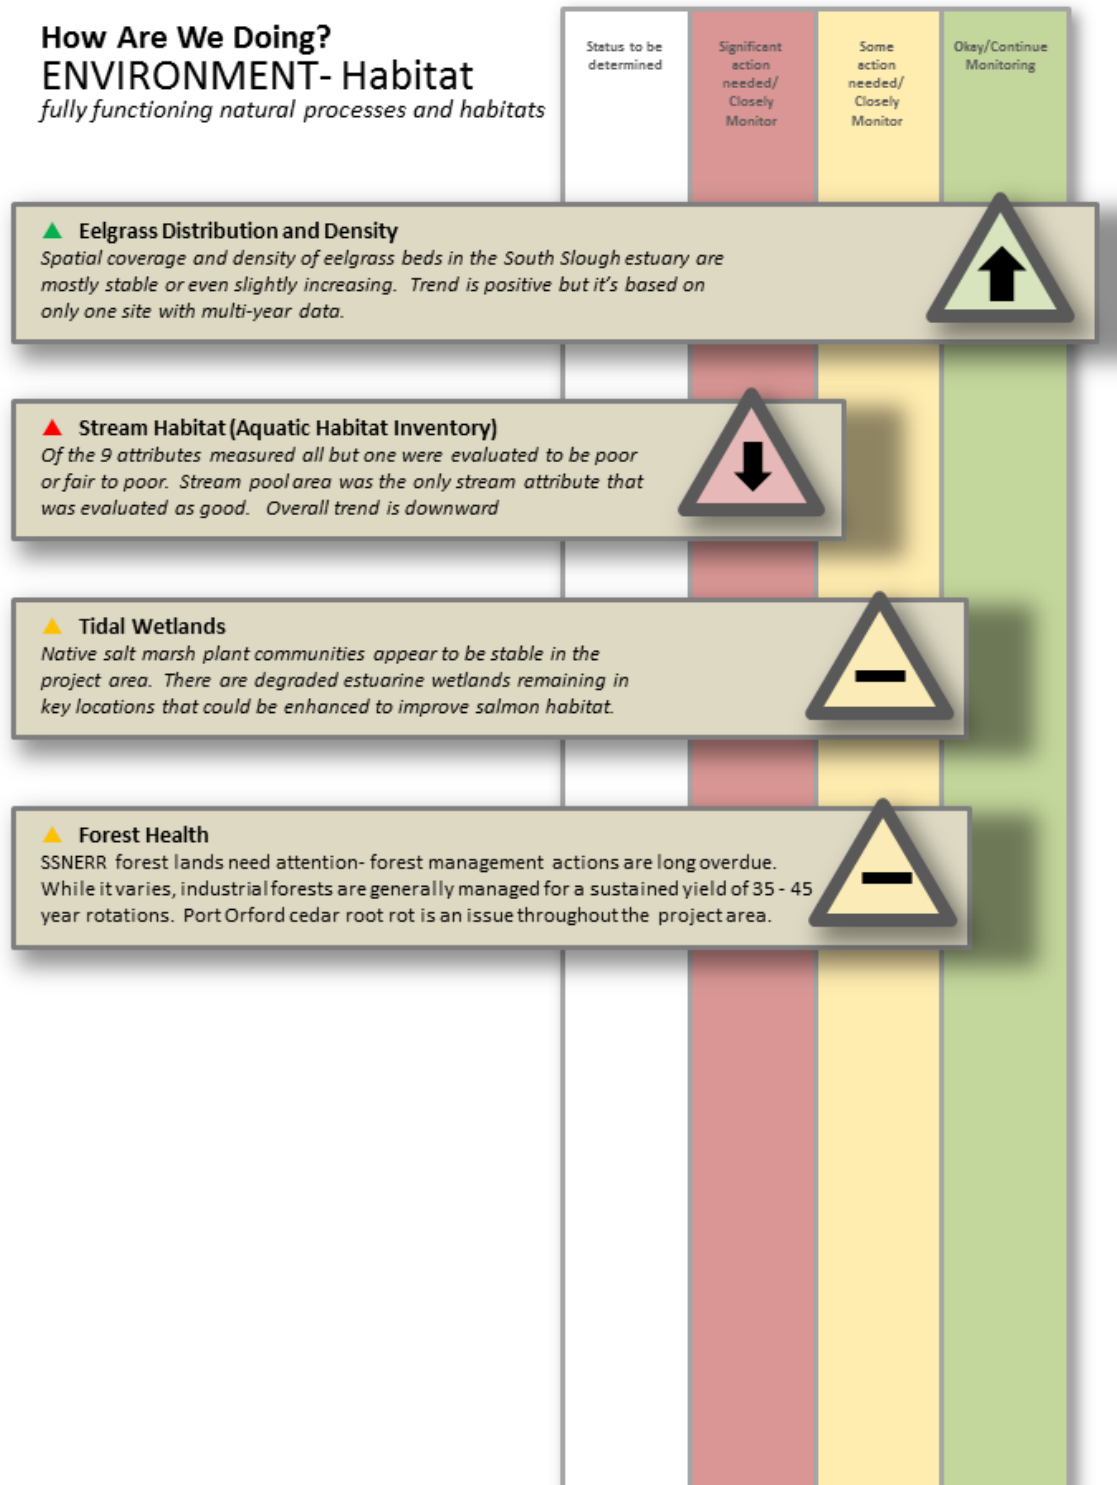 How Are We Doing?
ENVIRONMENT- Habitat
fully functioning natural processes and habitats
Status to be
determined
Significant
action
needed/
Closely
Monitor
Some
action
needed/
Closely
Monitor
Okay/Continue
Monitoring
Eelgrass Distribution and Density
Spatial coverage and density of eelgrass beds in the South Slough estuary are
mostly stable or even slightly increasing. Trend is positive but it's based on
only one site with multi-year data.
Stream Habitat (Aquatic Habitat Inventory)
Of the 9 attributes measured all but one were evaluated to be poor
or fair to poor. Stream pool area was the only stream attribute that
was evaluated as good. Overall trend is downward
Tidal Wetlands
Native salt marsh plant communities appear to be stable in the
project area. There are degraded estuarine wetlands remaining in
key locations that could be enhanced to improve salmon habitat.
Forest Health
SSNERR forest lands need attention- forest management actions are long overdue.
While it varies, industrial forests are generally managed for a sustained yield of 35 - 45
year rotations. Port Orford cedar root rot is an issue throughout the project area.